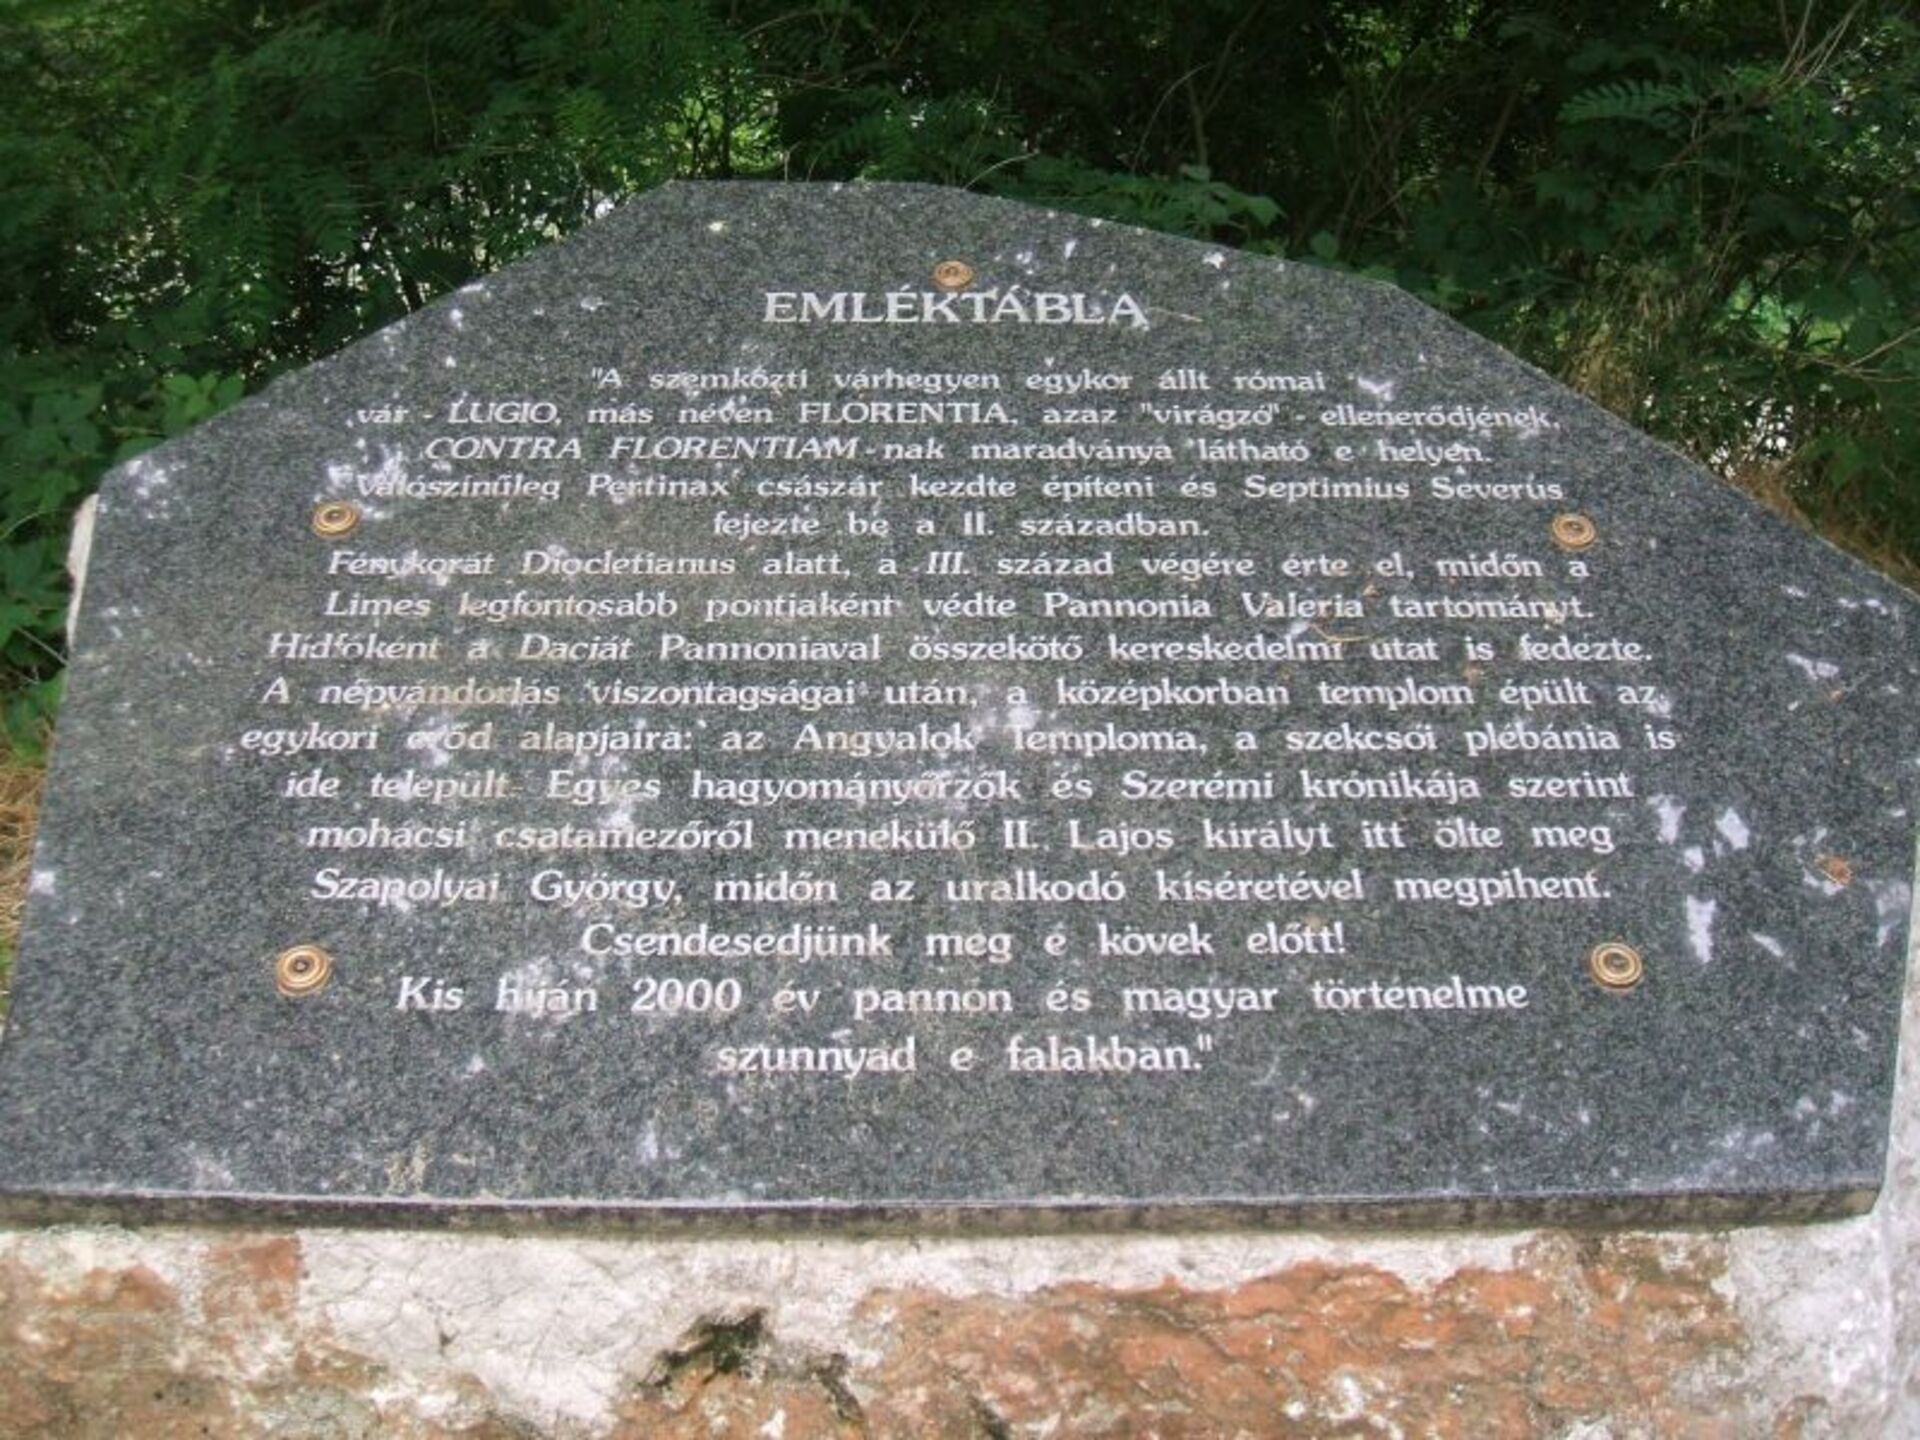 EMLÉKTÁBLA
"A szemközti várhegyen egykor állt római
vár - LUGIO, más néven FLORENTIA, azaz "virágzó" - ellenerődjének,
CONTRA FLORENTIAM-nak maradványa látható e helyen.
Valószínűleg Pertinax császár kezdte építeni és Septimius Severus
fejezte be a II. században.
Fénykorát Diocletianus alatt, a III. század végére érte el, midőn a
Limes legfontosabb pontjaként védte Pannonia Valeria tartományt.
Hídfőként a Daciát Pannoniával összekötő kereskedelmi utat is fedezte.
A népvándorlás viszontagságai után, a középkorban templom épült az
egykori erőd alapjaira: az Angyalok Temploma, a szekcsői plébánia is
ide települt. Egyes hagyományőrzők és Szerémi krónikája szerint
mohácsi csatamezőről menekülő II. Lajos királyt itt ölte meg
Szapolyai György, midőn az uralkodó kíséretével megpihent.
Csendesedjünk meg e kövek előtt!
Kis híján 2000 év pannon és magyar történelme
szunnyad e falakban."